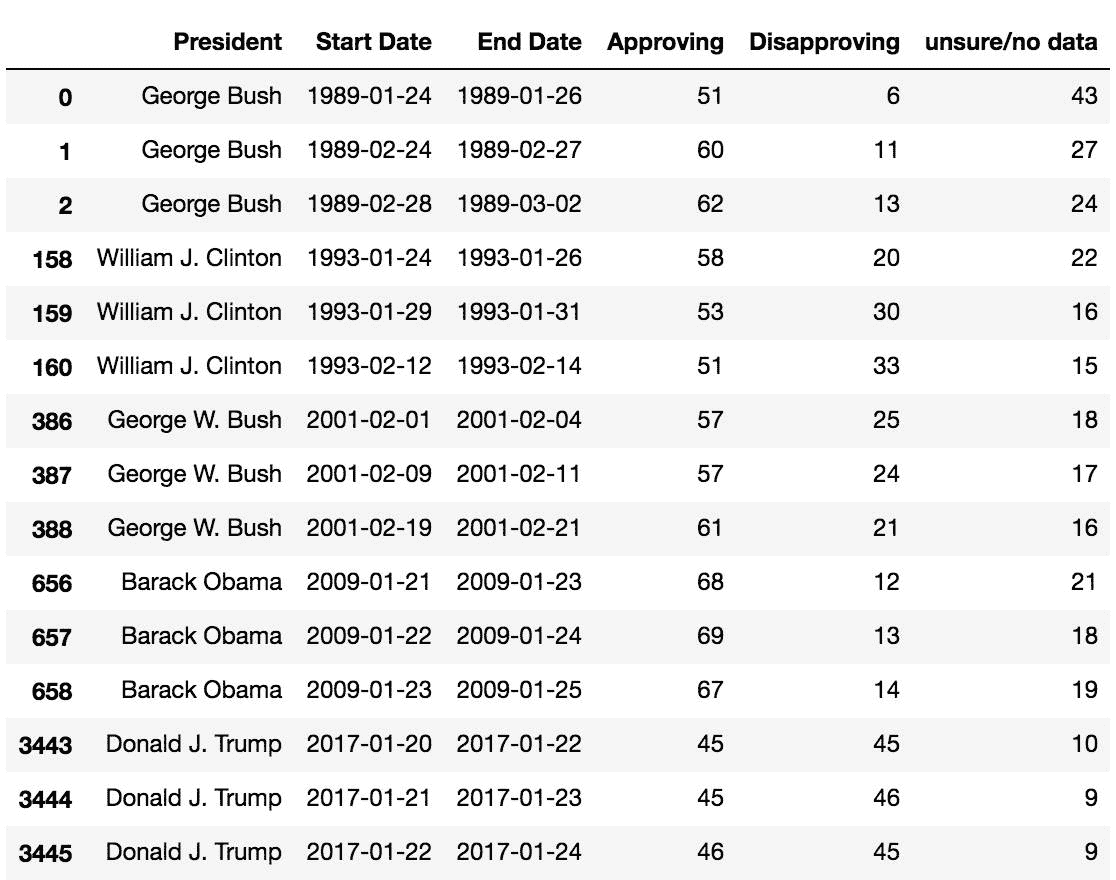 President Start Date End Date Approving Disapproving unsure/no data
0 George Bush 1989-01-24 1989-01-26 51 6 43
1 George Bush 1989-02-24 1989-02-27 60 11 27
2 George Bush 1989-02-28 1989-03-02 62 13 24
158 William J. Clinton 1993-01-24 1993-01-26 58 20 22
159 William J. Clinton 1993-01-29 1993-01-31 53 30 16
160 William J. Clinton 1993-02-12 1993-02-14 51 33 15
386 George W. Bush 2001-02-01 2001-02-04 57 25 18
387 George W. Bush 2001-02-09 2001-02-11 57 24 17
388 George W. Bush 2001-02-19 2001-02-21 61 21 16
656 Barack Obama 2009-01-21 2009-01-23 68 12 21
657 Barack Obama 2009-01-22 2009-01-24 69 13 18
658 Barack Obama 2009-01-23 2009-01-25 67 14 19
3443 Donald J. Trump 2017-01-20 2017-01-22 45 45 10
3444 Donald J. Trump 2017-01-21 2017-01-23 45 46 9
3445 Donald J. Trump 2017-01-22 2017-01-24 46 45 9